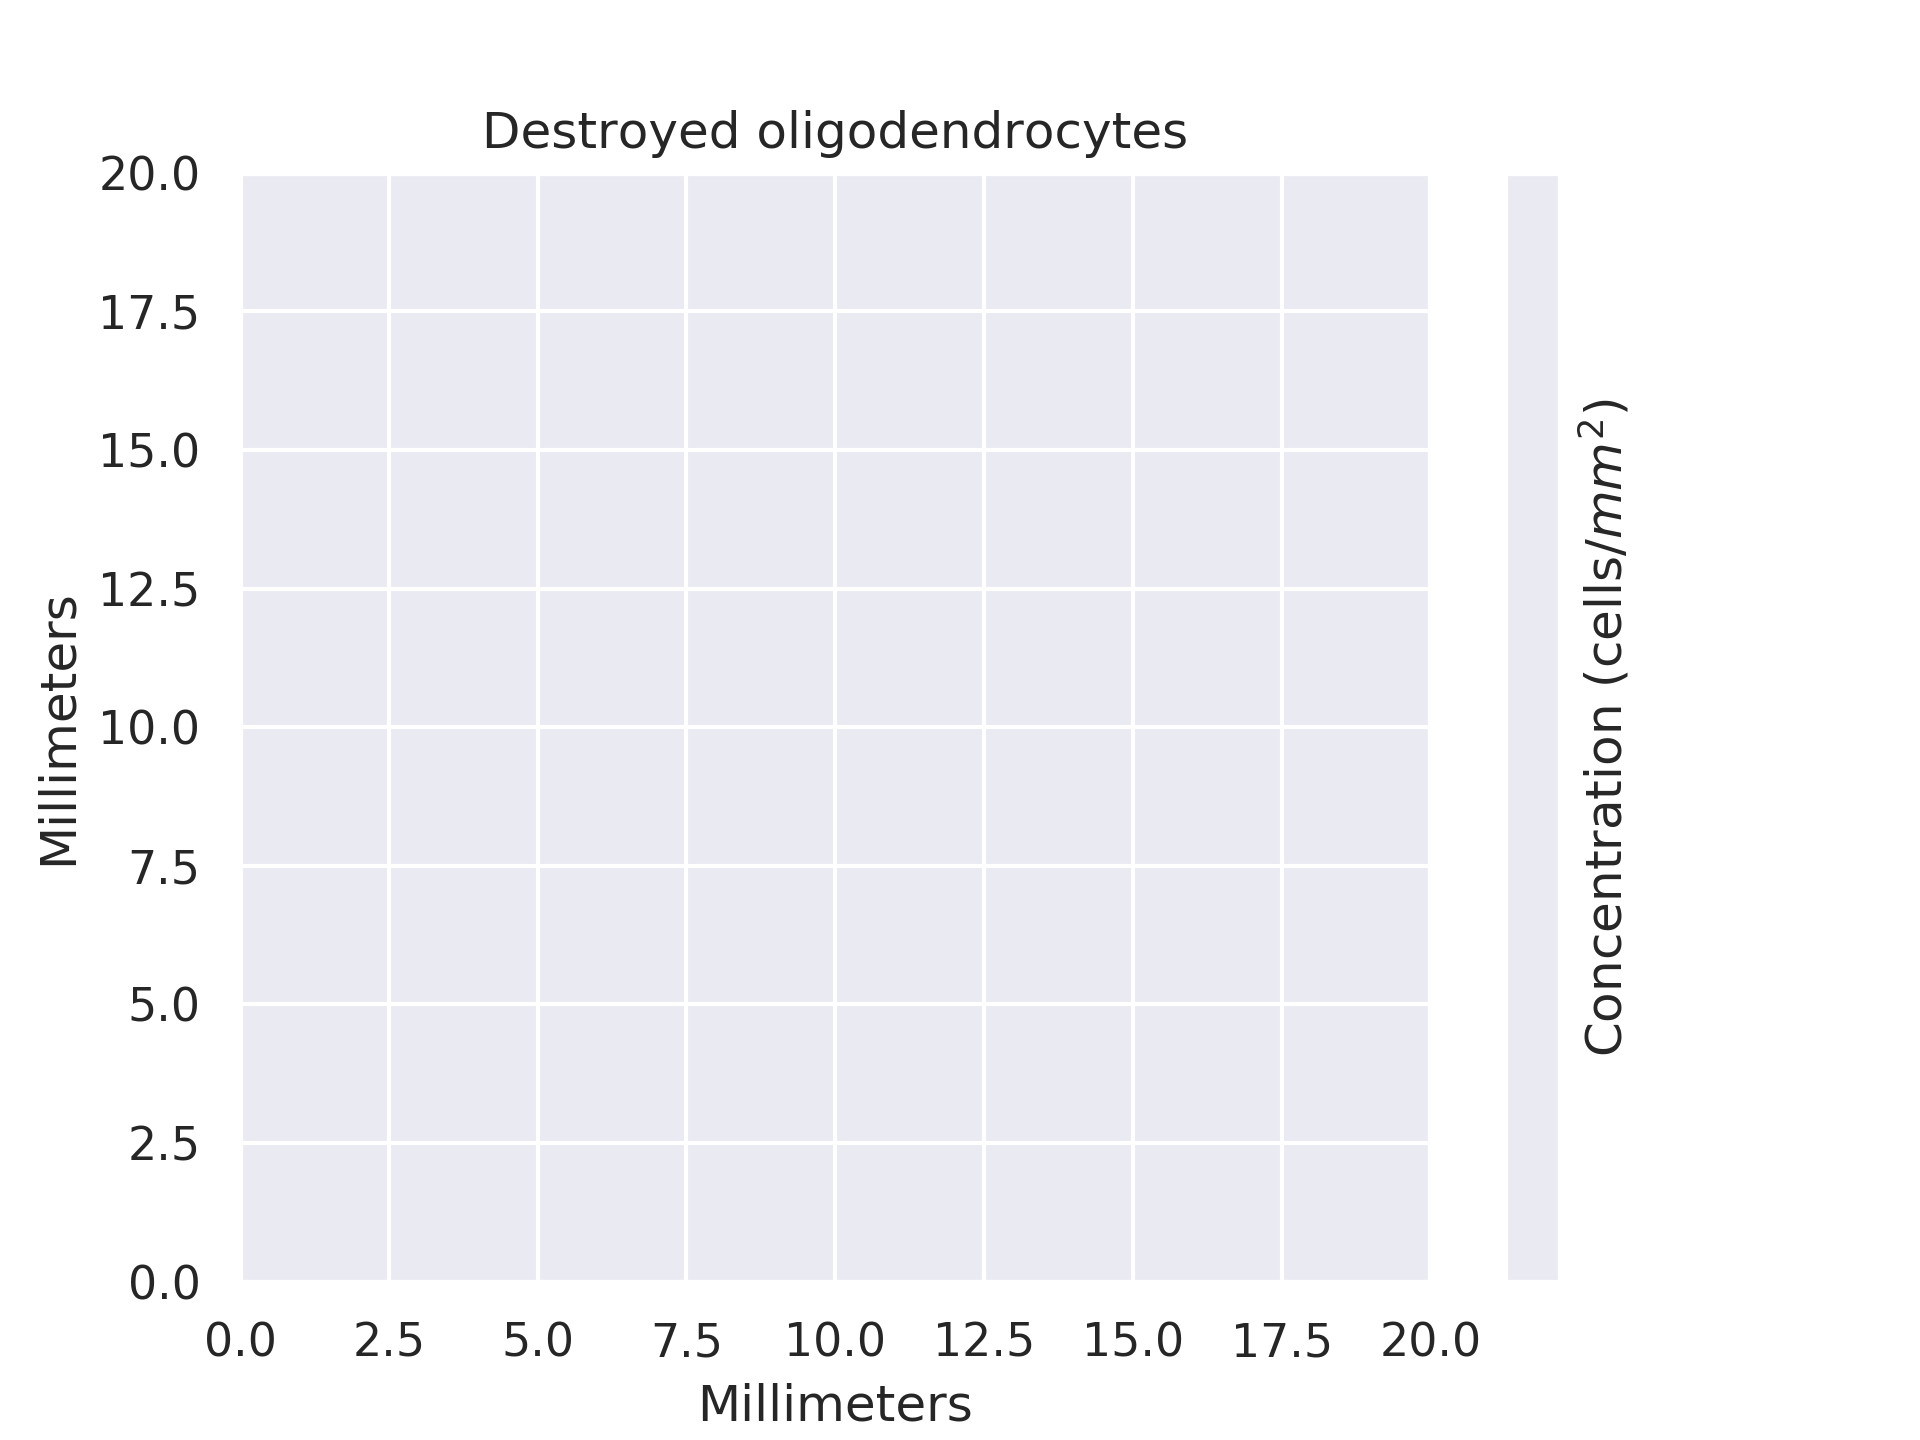 Destroyed oligodendrocytes
20.0
17.5
15.0
12.5
10.0
7.5
5.0
2.5
0.0
Millimeters
0.0 2.5 5.0 7.5 10.0 12.5 15.0 17.5 20.0
Millimeters
Concentration (cells/mm²)